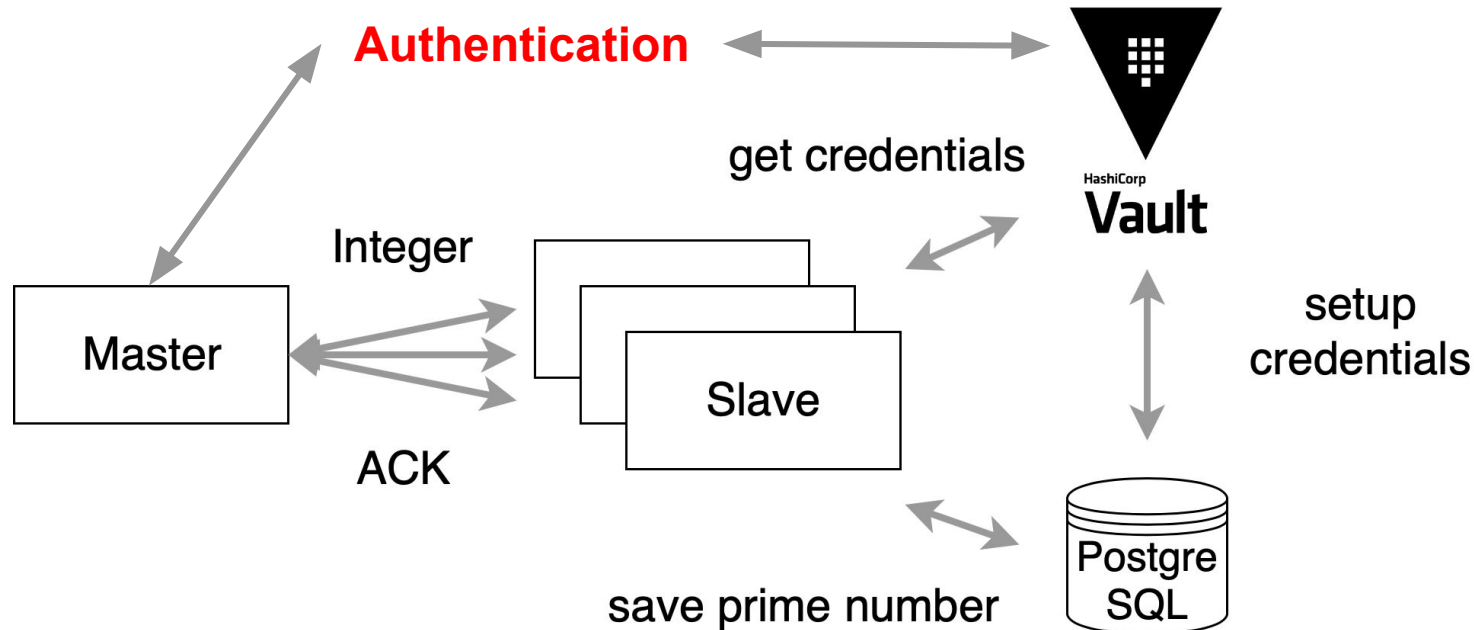 Authentication
get credentials
HashiCorp
Vault
Integer
Master
Slave
setup
credentials
ACK
Postgre
SQL
save prime number